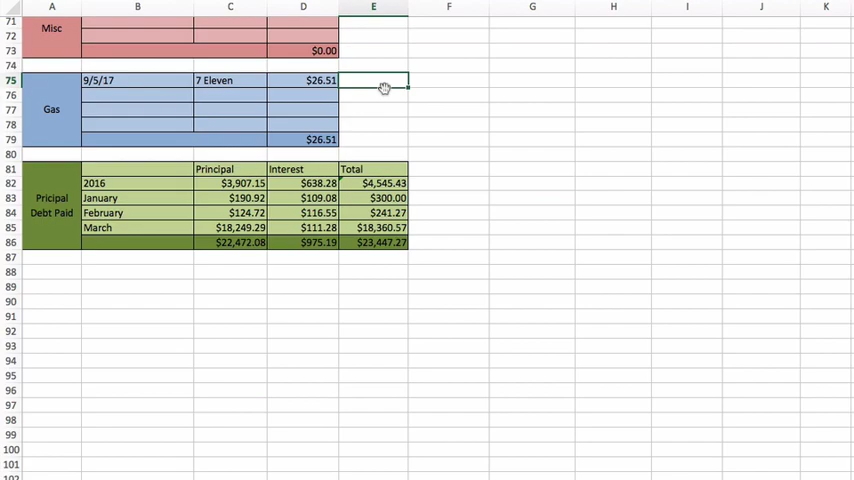 A B C D E F G H I J K
71
Misc
72
73 $0.00
74
75 9/5/17 7 Eleven $26.51
76
77
Gas
78
79 $26.51
80
81 Principal Interest Total
82 2016 $3,907.15 $638.28 $4,545.43
83 Pricipal January $190.92 $109.08 $300.00
84 Debt Paid February $124.72 $116.55 $241.27
85 March $18,249.29 $111.28 $18,360.57
86 $22,472.08 $975.19 $23,447.27
87
88
89
90
91
92
93
94
95
96
97
98
99
100
101
102